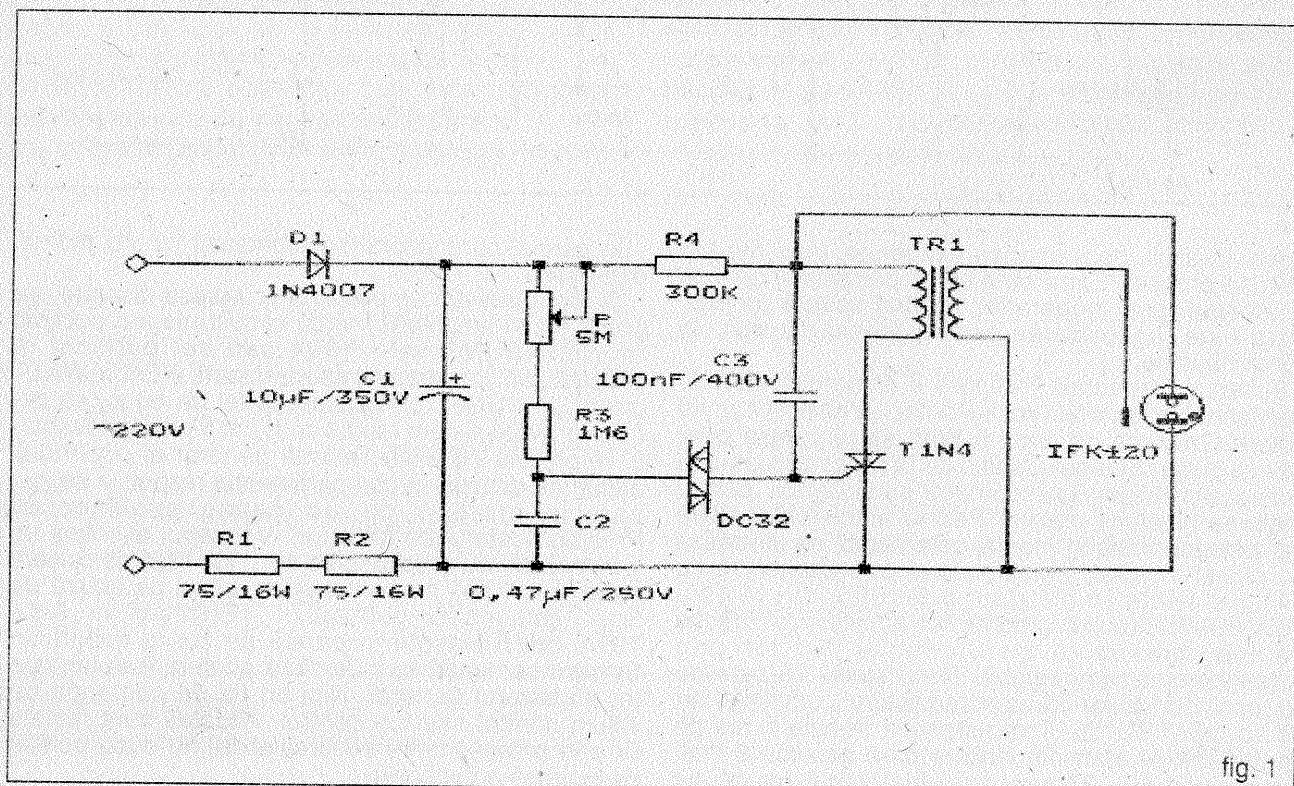 D1
1N4007
R4
300K
TR1
P
5M
C1
10µF/350V
C3
100nF/400V
~220V
R3
1M6
T1N4
IFK120
DC32
C2
R1
R2
75/16W
75/16W
0,47µF/250V
fig. 1